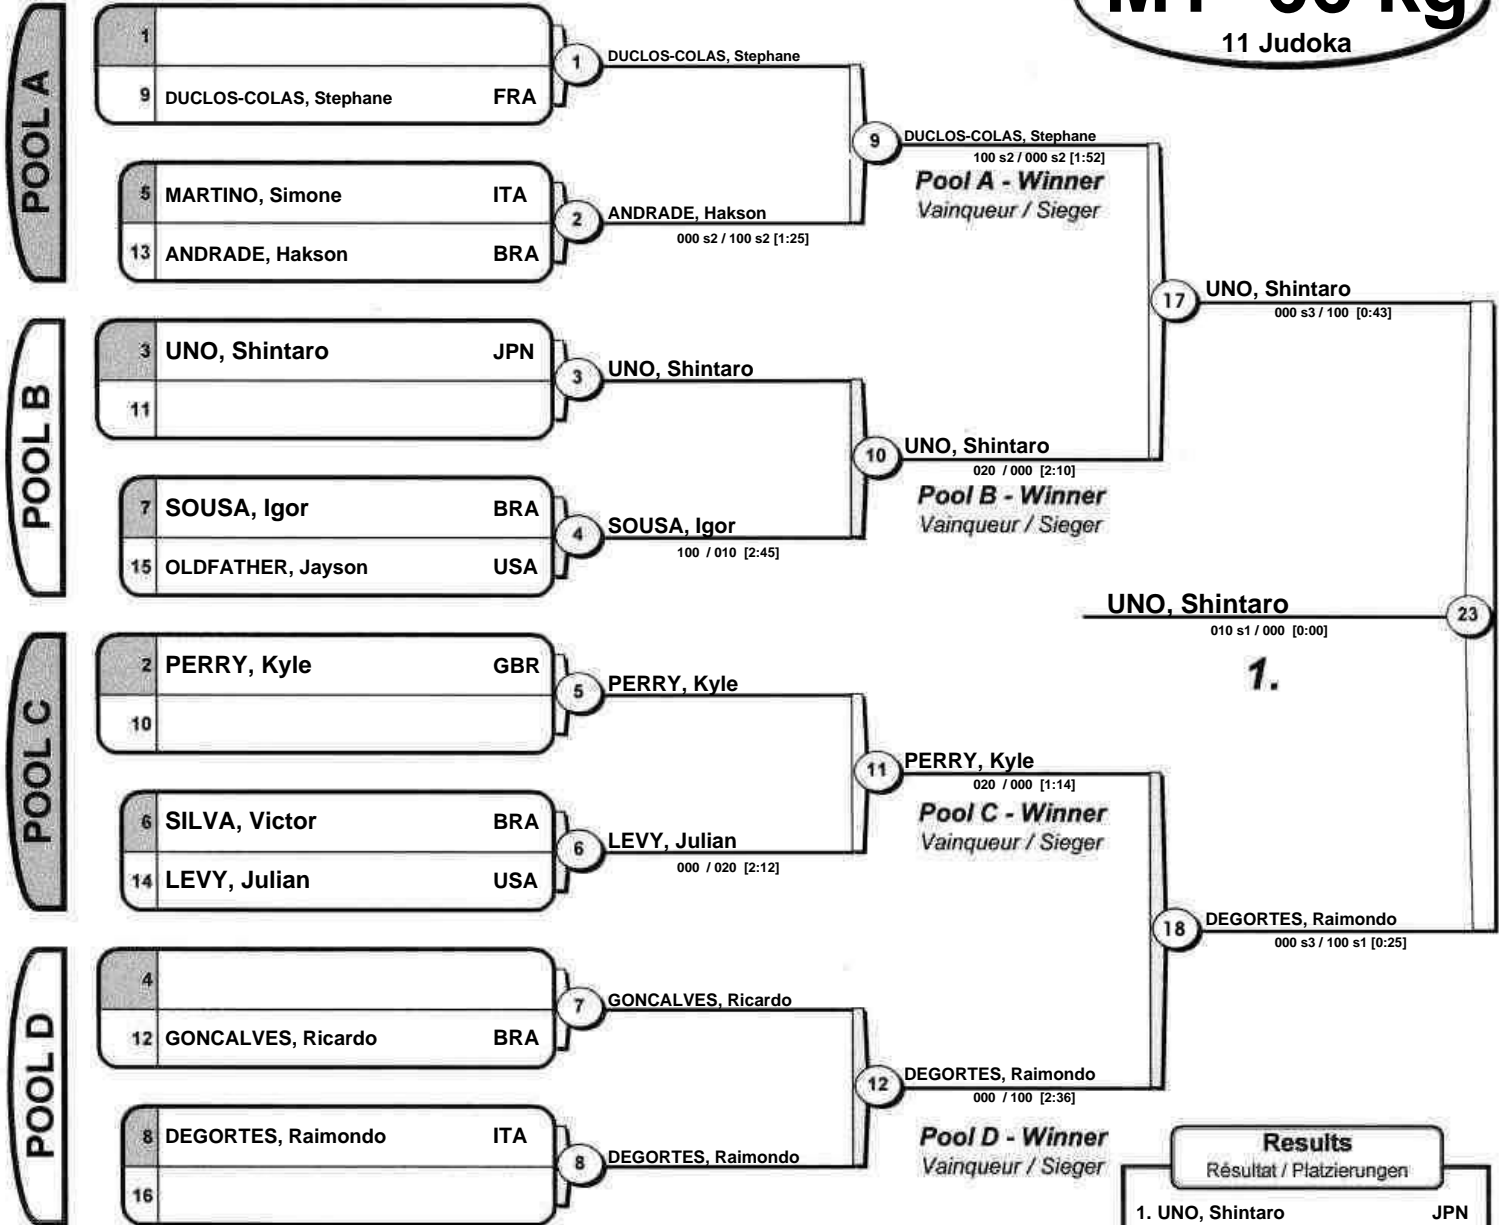 11 Judoka
POOL A
1
9 DUCLOS-COLAS, Stephane FRA
1 DUCLOS-COLAS, Stephane
5 MARTINO, Simone ITA
13 ANDRADE, Hakson BRA
2 ANDRADE, Hakson
000 s2 / 100 s2 [1:25]
9 DUCLOS-COLAS, Stephane
100 s2 / 000 s2 [1:52]
Pool A - Winner
Vainqueur / Sieger
POOL B
3 UNO, Shintaro JPN
11
3 UNO, Shintaro
7 SOUSA, Igor BRA
15 OLDFATHER, Jayson USA
4 SOUSA, Igor
100 / 010 [2:45]
10 UNO, Shintaro
020 / 000 [2:10]
Pool B - Winner
Vainqueur / Sieger
17 UNO, Shintaro
000 s3 / 100 [0:43]
POOL C
2 PERRY, Kyle GBR
10
5 PERRY, Kyle
6 SILVA, Victor BRA
14 LEVY, Julian USA
6 LEVY, Julian
000 / 020 [2:12]
11 PERRY, Kyle
020 / 000 [1:14]
Pool C - Winner
Vainqueur / Sieger
POOL D
4
12 GONCALVES, Ricardo BRA
7 GONCALVES, Ricardo
8 DEGORTES, Raimondo ITA
16
8 DEGORTES, Raimondo
12 DEGORTES, Raimondo
000 / 100 [2:36]
Pool D - Winner
Vainqueur / Sieger
18 DEGORTES, Raimondo
000 s3 / 100 s1 [0:25]
UNO, Shintaro 23
010 s1 / 000 [0:00]
1.
Results
Résultat / Platzierungen
1. UNO, Shintaro JPN